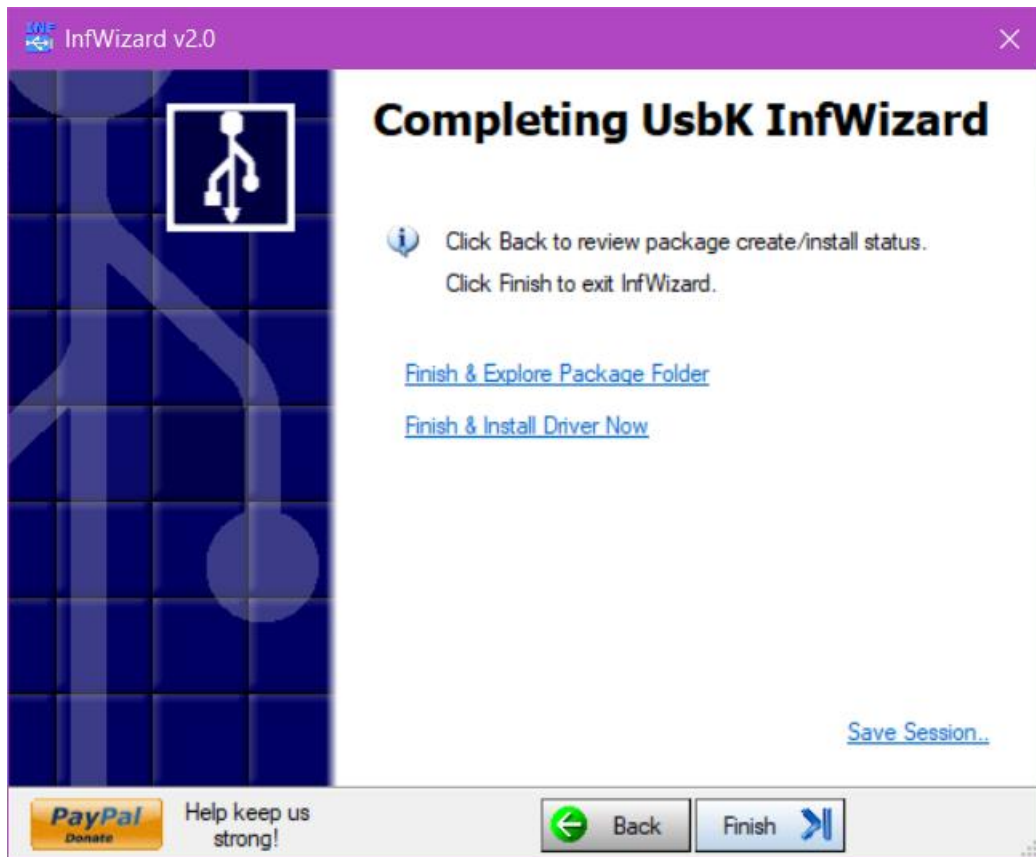 INF
InfWizard v2.0
Completing UsbK InfWizard
Click Back to review package create/install status.
Click Finish to exit InfWizard.
Finish & Explore Package Folder
Finish & Install Driver Now
Save Session..
PayPal
Donate
Help keep us
strong!
Back
Finish